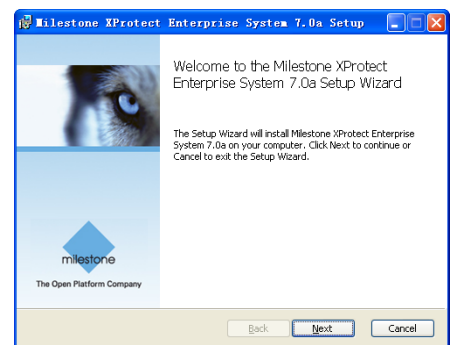 Milestone XProtect Enterprise System 7.0a Setup
Welcome to the Milestone XProtect
Enterprise System 7.0a Setup Wizard
The Setup Wizard will install Milestone XProtect Enterprise
System 7.0a on your computer. Click Next to continue or
Cancel to exit the Setup Wizard.
milestone
The Open Platform Company
Back
Next
Cancel